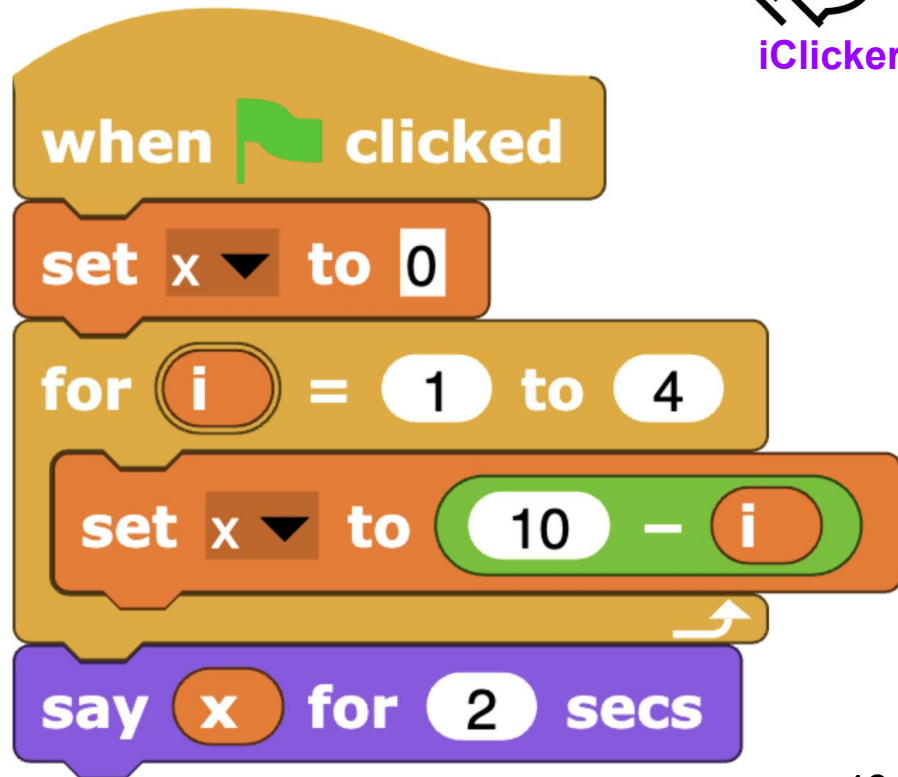 iClicker
when clicked
set x to 0
for i = 1 to 4
set x to 10 - i
say x for 2 secs